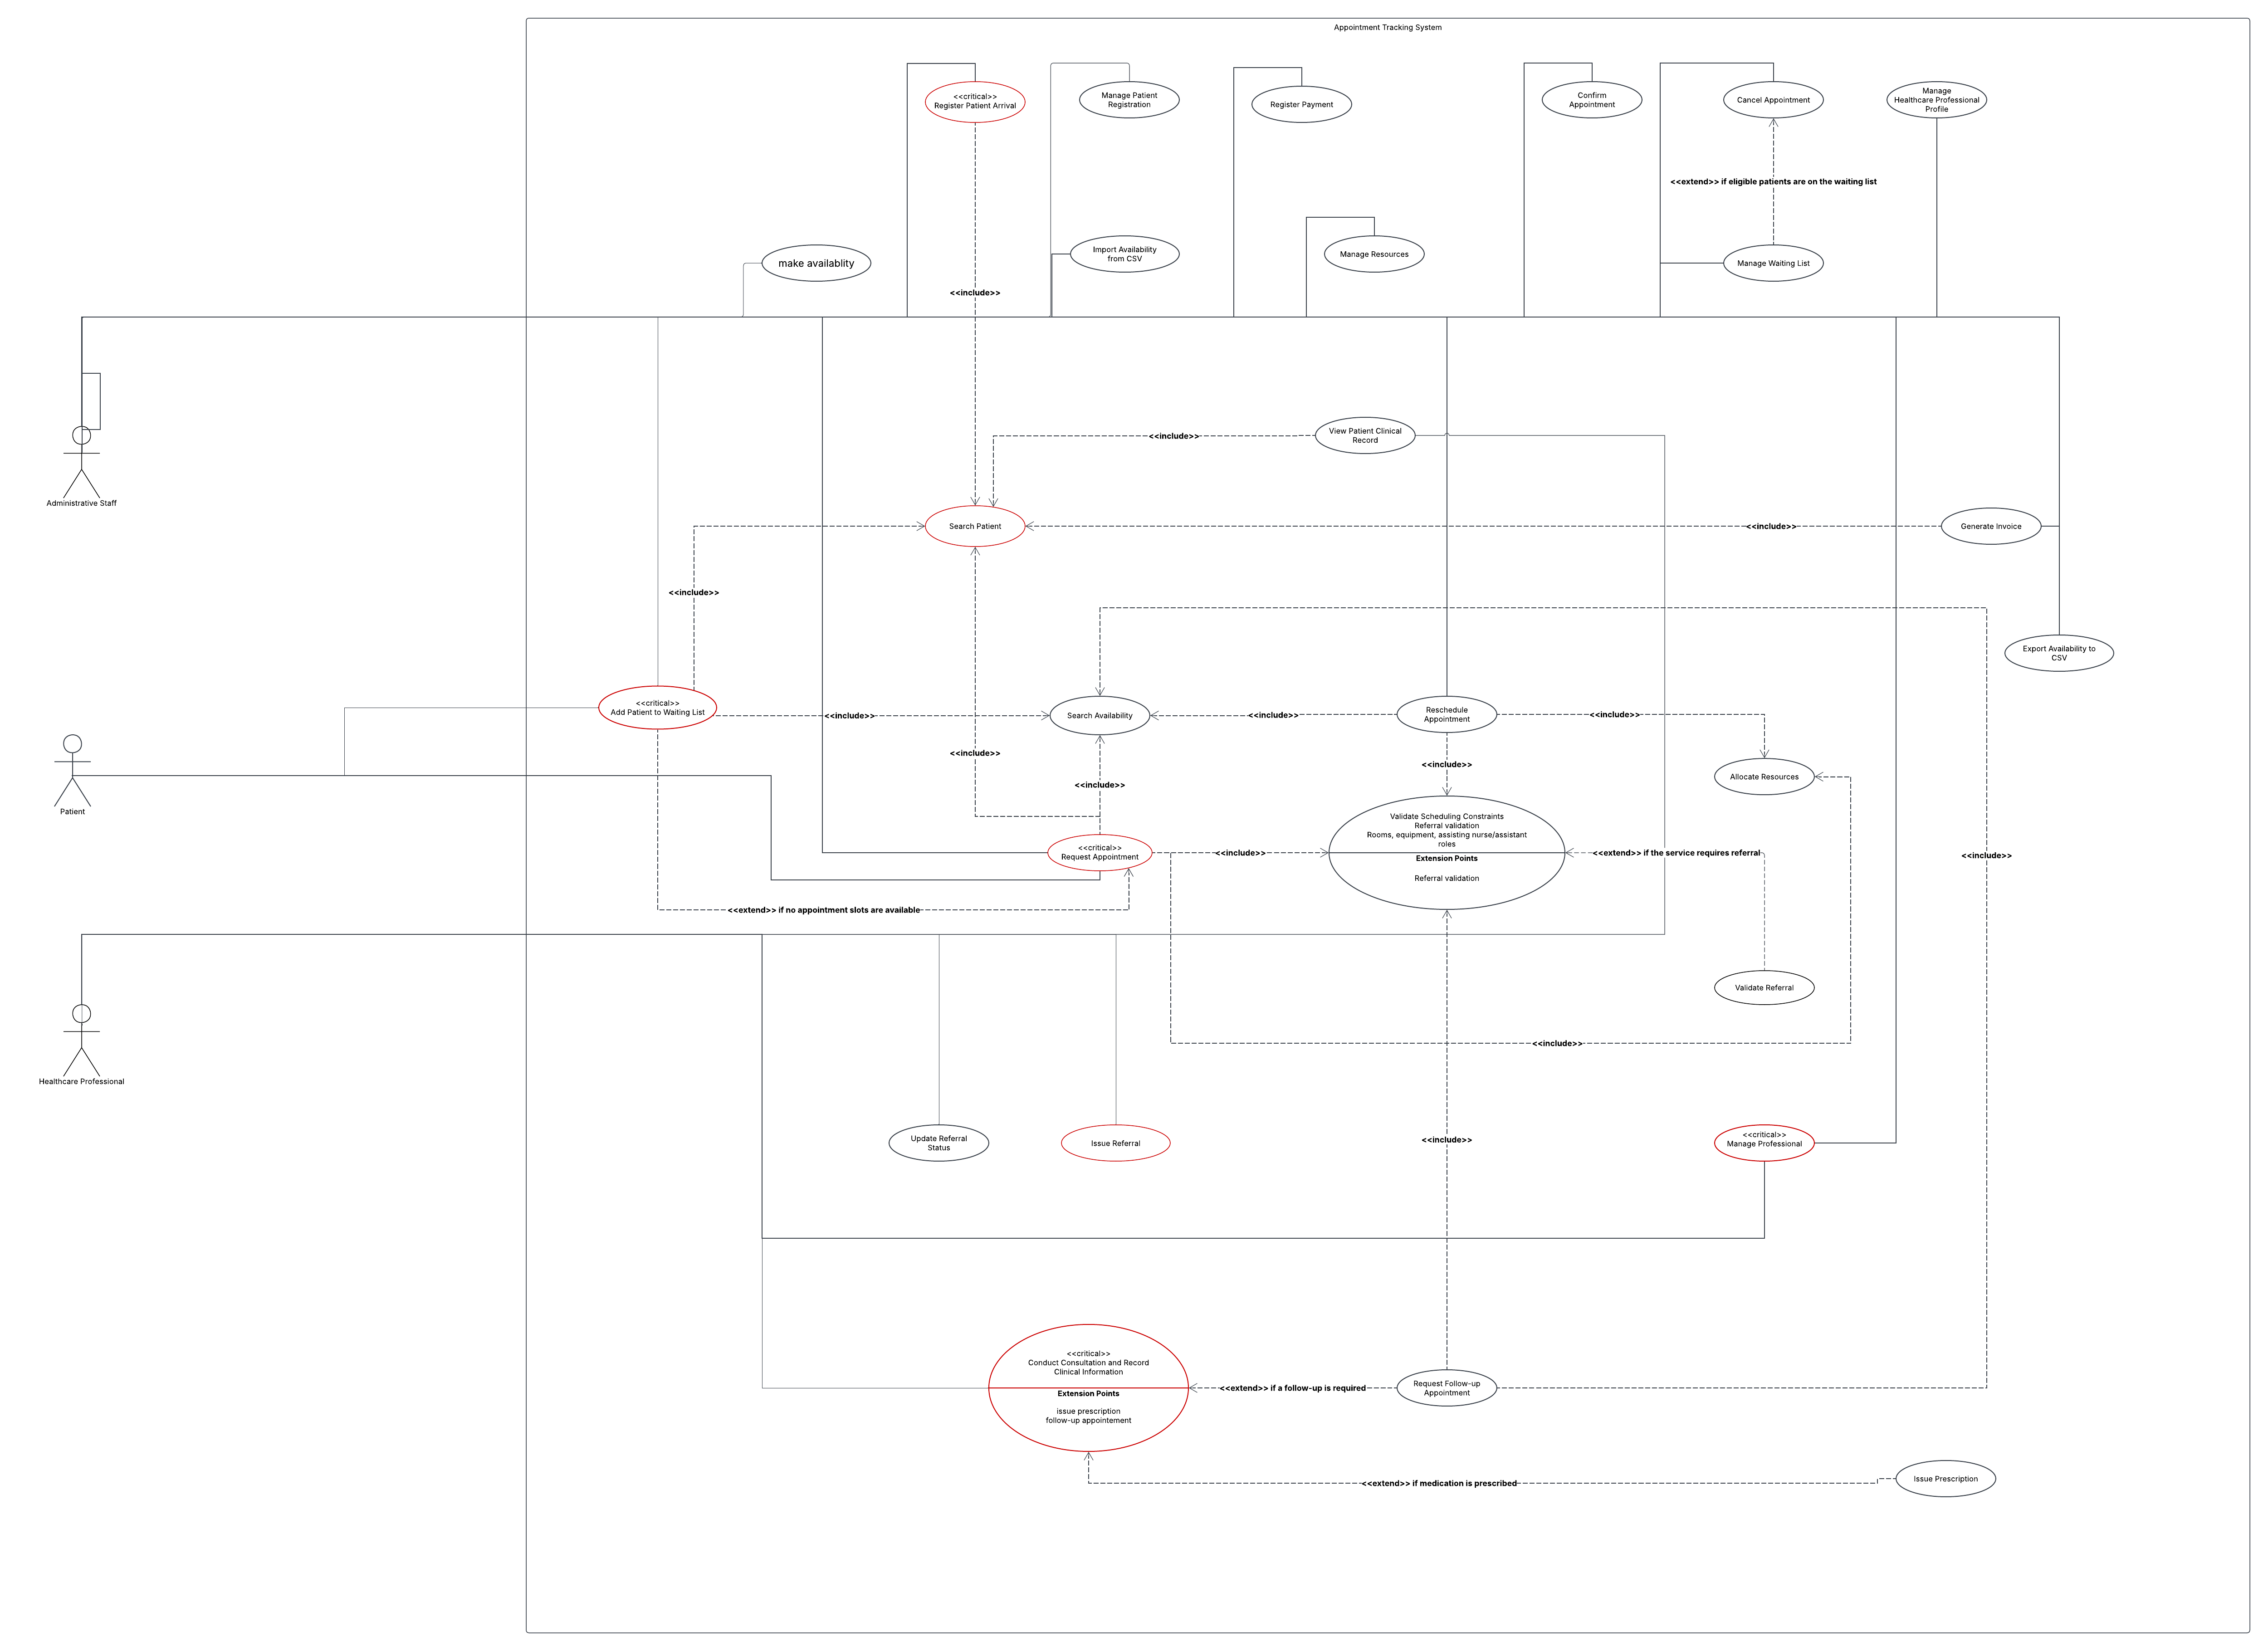 Appointment Tracking System
<<critical>>
Register Patient Arrival
Manage Patient
Registration
Register Payment
Confirm
Appointment
Cancel Appointment
Manage
Healthcare Professional
Profile
<<extend>> if eligible patients are on the waiting list
make availablity
Import Availability
from CSV
Manage Resources
Manage Waiting List
<<include>>
View Patient Clinical
Record
<<include>>
Administrative Staff
Search Patient
<<include>>
Generate Invoice
<<include>>
Export Availability to
CSV
<<critical>>
Add Patient to Waiting List
<<include>>
Search Availability
<<include>>
Reschedule
Appointment
<<include>>
<<include>>
<<include>>
<<include>>
Allocate Resources
Patient
Validate Scheduling Constraints
Referral validation
Rooms, equipment, assisting nurse/assistant
roles
Extension Points
Referral validation
<<critical>>
Request Appointment
<<include>>
<<extend>> if the service requires referral
<<include>>
<<extend>> if no appointment slots are available
Validate Referral
<<include>>
Healthcare Professional
Update Referral
Status
Issue Referral
<<include>>
<<critical>>
Manage Professional
<<critical>>
Conduct Consultation and Record
Clinical Information
Extension Points
issue prescription
follow-up appointement
<<extend>> if a follow-up is required
Request Follow-up
Appointment
<<extend>> if medication is prescribed
Issue Prescription